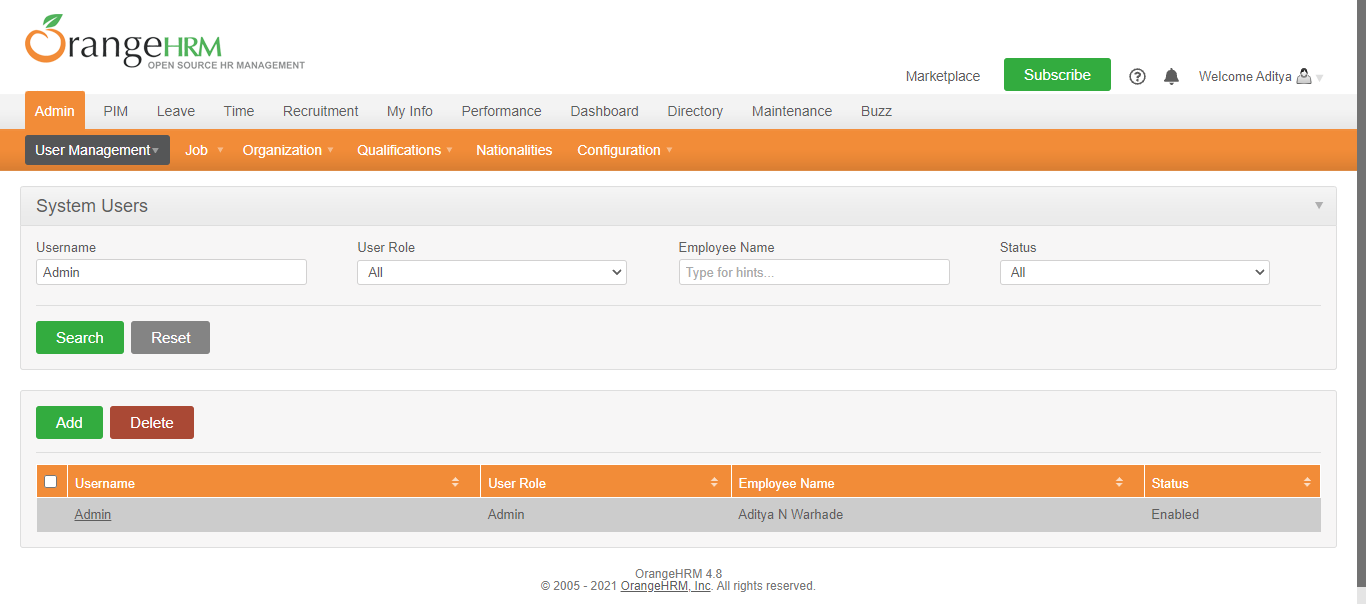 OrangeHRM
OPEN SOURCE HR MANAGEMENT
Marketplace Subscribe Welcome Aditya
Admin PIM Leave Time Recruitment My Info Performance Dashboard Directory Maintenance Buzz
User Management Job Organization Qualifications Nationalities Configuration
System Users
Username User Role Employee Name Status
Admin All Type for hints... All
Search Reset
Add Delete
Username User Role Employee Name Status
Admin Admin Aditya N Warhade Enabled
OrangeHRM 4.8
© 2005 - 2021 OrangeHRM, Inc. All rights reserved.